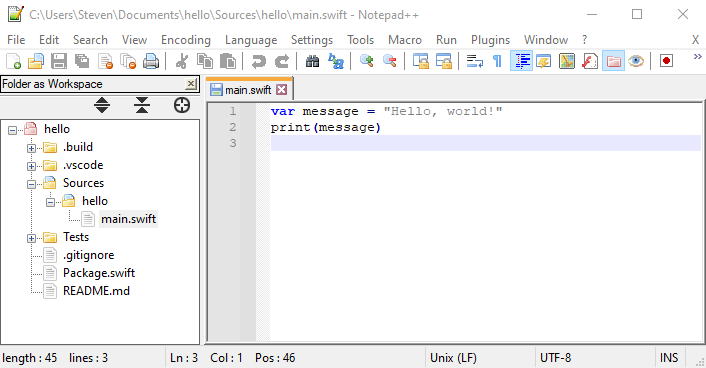 C:\Users\Steven\Documents\hello\Sources\hello\main.swift - Notepad++
File Edit Search View Encoding Language Settings Tools Macro Run Plugins Window ? X
Folder as Workspace
main.swift
hello
.build
.vscode
Sources
hello
main.swift
Tests
.gitignore
Package.swift
README.md
1 var message = "Hello, world!"
2 print(message)
3
length : 45 lines : 3 Ln : 3 Col : 1 Pos : 46 Unix (LF) UTF-8 INS